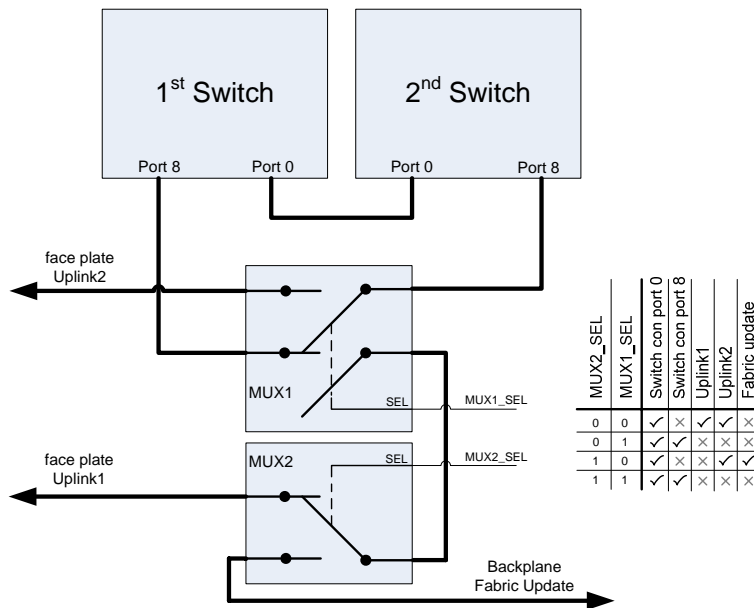 1st Switch
2nd Switch
Port 8
Port 0
Port 0
Port 8
face plate
Uplink2
MUX1
SEL
MUX1_SEL
MUX2
SEL
MUX2_SEL
face plate
Uplink1
Backplane
Fabric Update
MUX2_SEL MUX1_SEL Switch con port 0 Switch con port 8 Uplink1 Uplink2 Fabric update
0 0 ✓ × ✓ ✓ ×
0 1 ✓ ✓ × × ×
1 0 ✓ × × ✓ ✓
1 1 ✓ ✓ × × ×